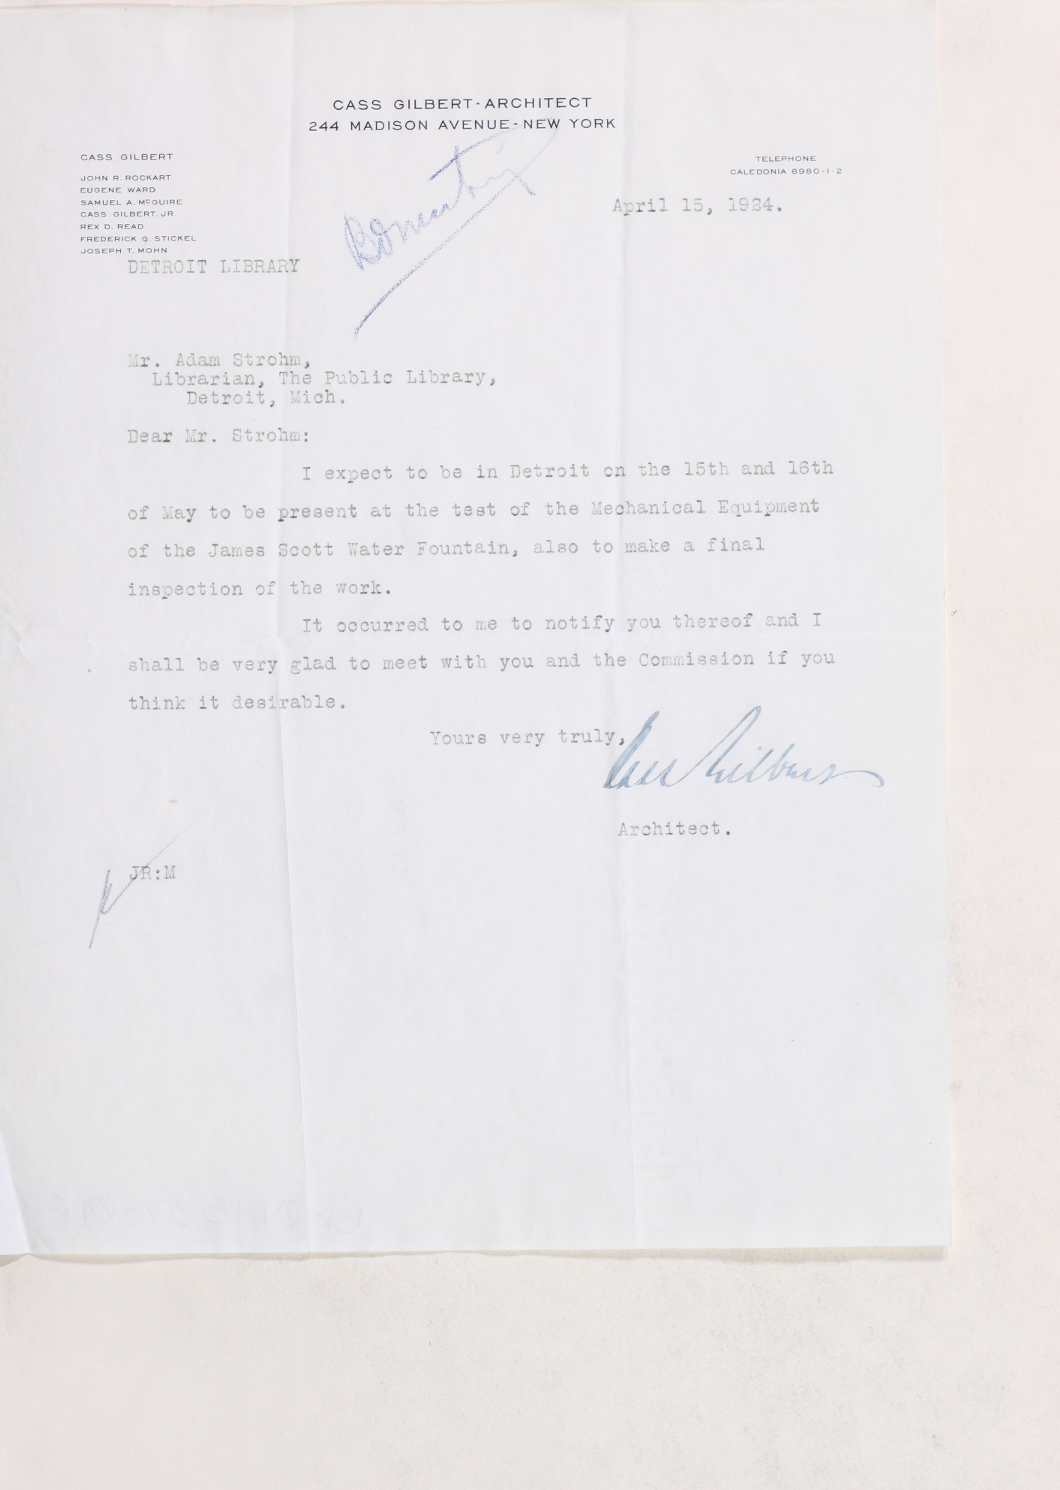 CASS GILBERT-ARCHITECT
244 MADISON AVENUE-NEW YORK
CASS GILBERT
JOHN R. ROCKART
EUGENE WARD
SAMUEL A. McGUIRE
CASS GILBERT, JR.
REX D. READ
FREDERICK G. STICKEL
JOSEPH T. MOHN
TELEPHONE
CALEDONIA 8980-1-2
April 15, 1924.
DETROIT LIBRARY
Mr. Adam Strohm,
Librarian, The Public Library,
Detroit, Mich.
Dear Mr. Strohm:
I expect to be in Detroit on the 15th and 16th
of May to be present at the test of the Mechanical Equipment
of the James Scott Water Fountain, also to make a final
inspection of the work.
It occurred to me to notify you thereof and I
shall be very glad to meet with you and the Commission if you
think it desirable.
Yours very truly,
Cass Gilbert
Architect.
JR:M